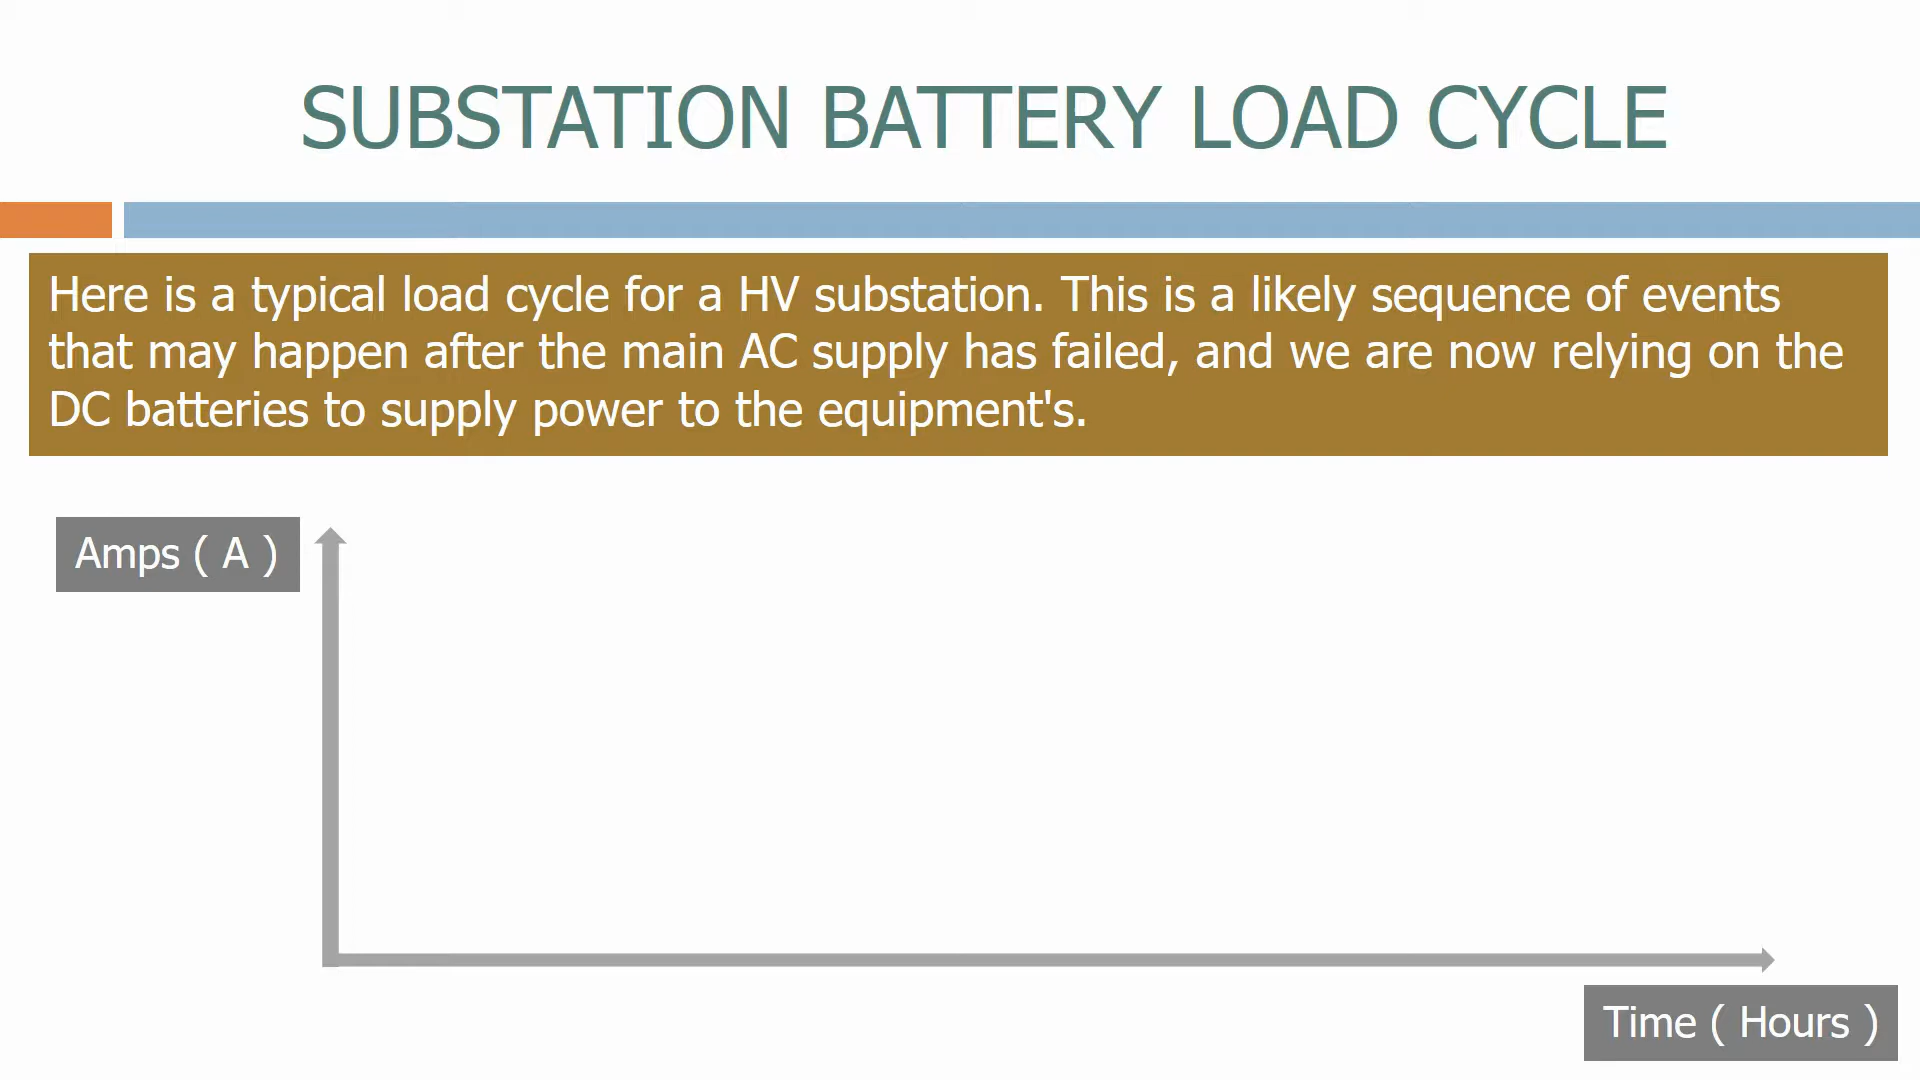 SUBSTATION BATTERY LOAD CYCLE
Here is a typical load cycle for a HV substation. This is a likely sequence of events
that may happen after the main AC supply has failed, and we are now relying on the
DC batteries to supply power to the equipment's.
Amps ( A )
Time ( Hours )